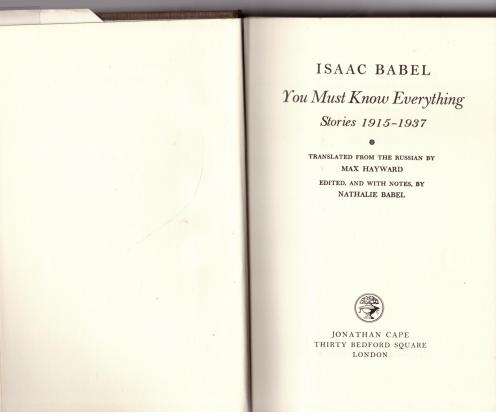 ISAAC BABEL
You Must Know Everything
Stories 1915-1937
TRANSLATED FROM THE RUSSIAN BY
MAX HAYWARD
EDITED, AND WITH NOTES, BY
NATHALIE BABEL
JONATHAN CAPE
THIRTY BEDFORD SQUARE
LONDON